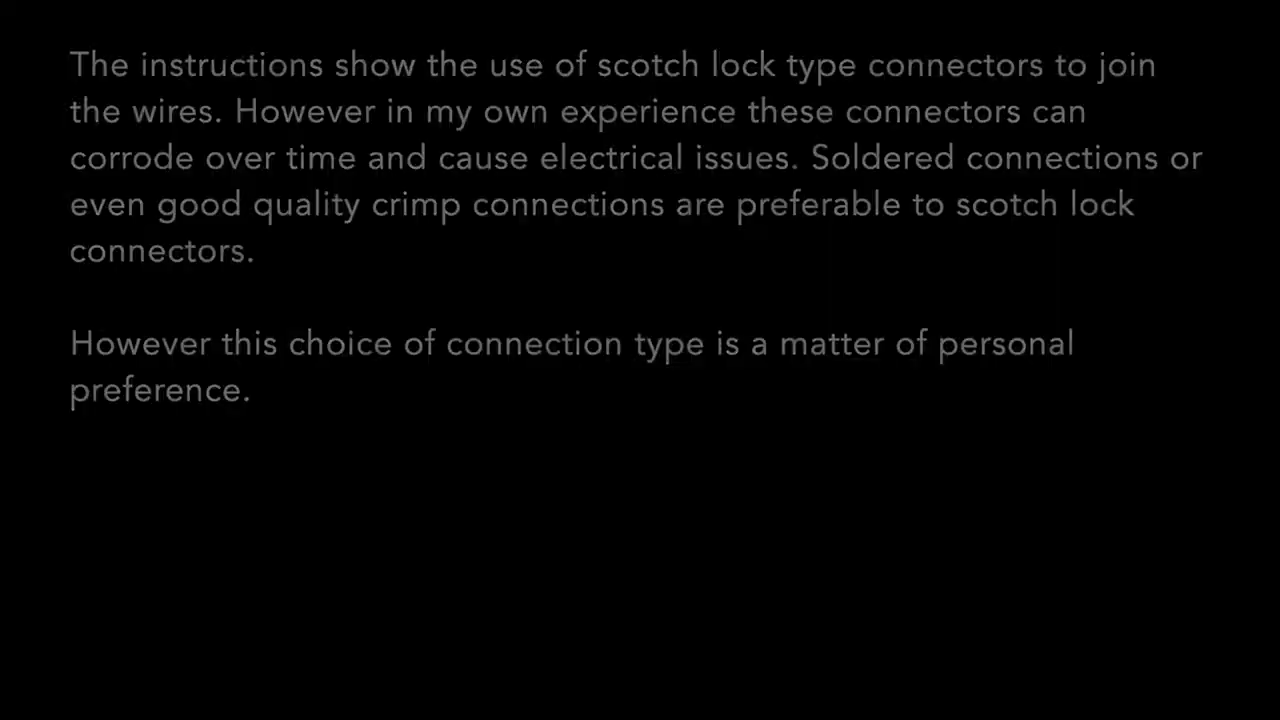 The instructions show the use of scotch lock type connectors to join
the wires. However in my own experience these connectors can
corrode over time and cause electrical issues. Soldered connections or
even good quality crimp connections are preferable to scotch lock
connectors.
However this choice of connection type is a matter of personal
preference.